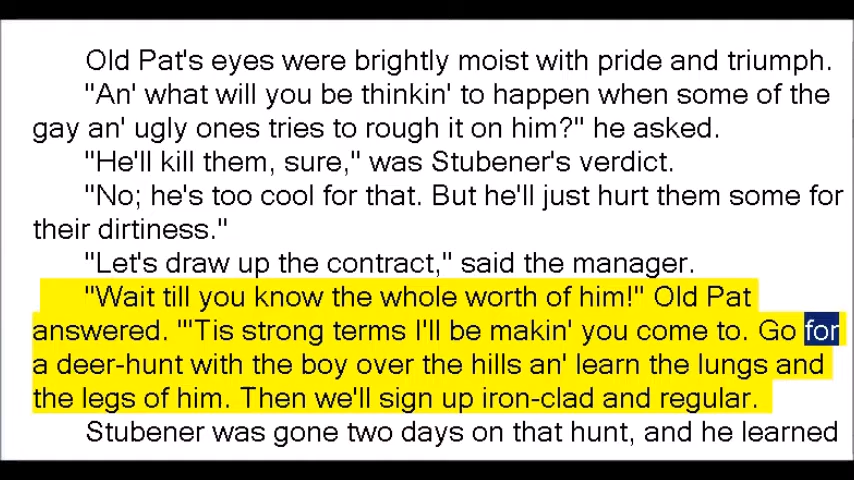 Old Pat's eyes were brightly moist with pride and triumph.
"An' what will you be thinkin' to happen when some of the
gay an' ugly ones tries to rough it on him?" he asked.
"He'll kill them, sure," was Stubener's verdict.
"No; he's too cool for that. But he'll just hurt them some for
their dirtiness."
"Let's draw up the contract," said the manager.
"Wait till you know the whole worth of him!" Old Pat
answered. "'Tis strong terms I'll be makin' you come to. Go for
a deer-hunt with the boy over the hills an' learn the lungs and
the legs of him. Then we'll sign up iron-clad and regular.
Stubener was gone two days on that hunt, and he learned